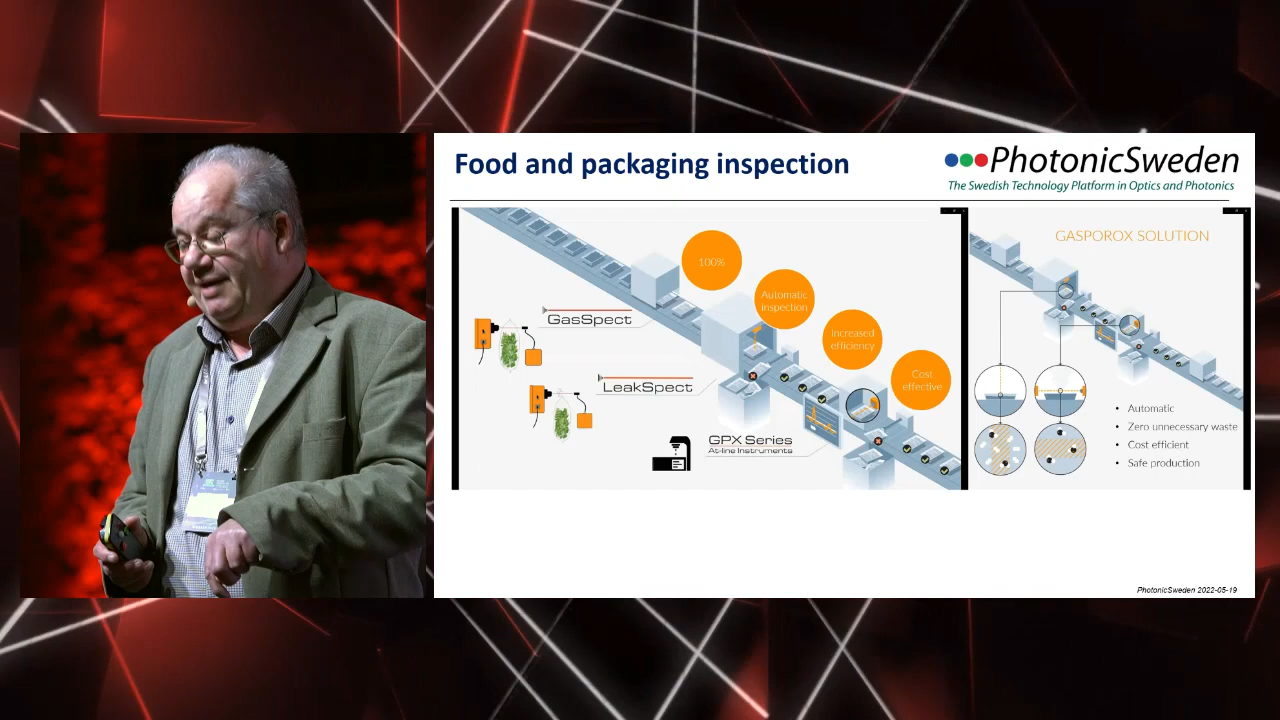 Food and packaging inspection
PhotonicSweden
The Swedish Technology Platform in Optics and Photonics
100%
Automatic
inspection
Increased
efficiency
Cost
effective
GasSpect
LeakSpect
GPX Series
At-line Instruments
GASPOROX SOLUTION
• Automatic
• Zero unnecessary waste
• Cost efficient
• Safe production
PhotonicSweden 2022-05-19